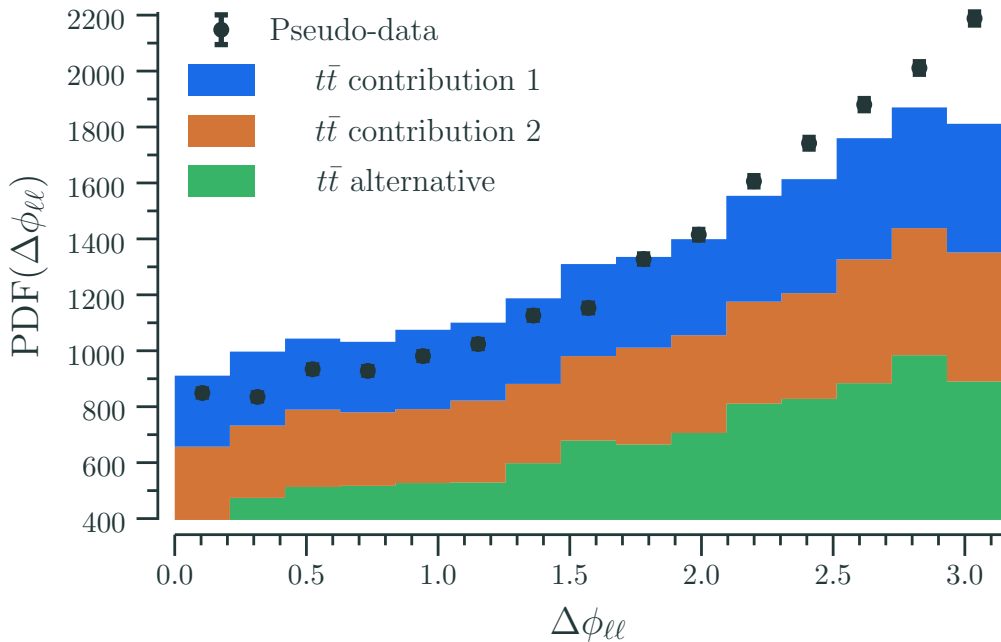 Pseudo-data
tt̄ contribution 1
tt̄ contribution 2
tt̄ alternative
PDF(Δϕℓℓ)
2200
2000
1800
1600
1400
1200
1000
800
600
400
0.0 0.5 1.0 1.5 2.0 2.5 3.0
Δϕℓℓ